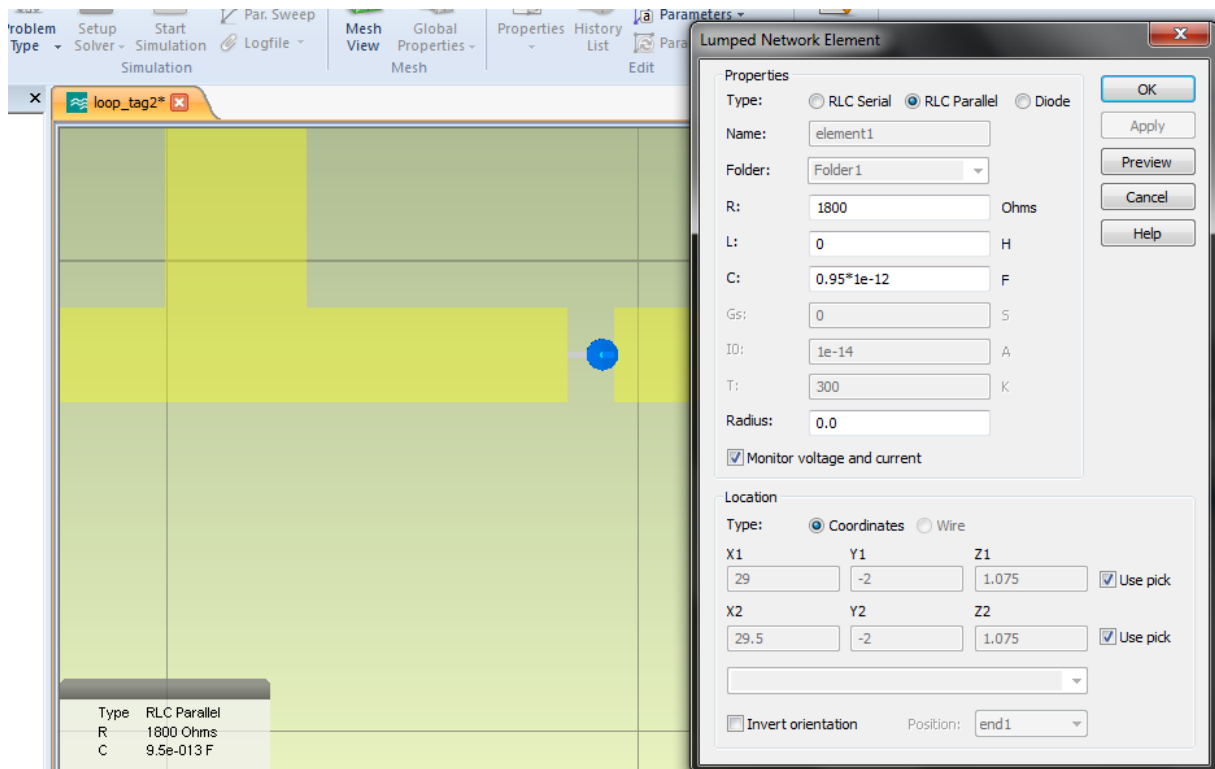 Problem Setup Start Par. Sweep Mesh Global Properties History Parameters
Type Solver Simulation Logfile View Properties List Para
Simulation Mesh Edit
loop_tag2*
Type RLC Parallel
R 1800 Ohms
C 9.5e-013 F
Lumped Network Element
Properties
Type: RLC Serial RLC Parallel Diode
Name: element1
Folder: Folder1
R: 1800 Ohms
L: 0 H
C: 0.95*1e-12 F
Gs: 0 S
I0: 1e-14 A
T: 300 K
Radius: 0.0
Monitor voltage and current
OK
Apply
Preview
Cancel
Help
Location
Type: Coordinates Wire
X1 Y1 Z1
29 -2 1.075 Use pick
X2 Y2 Z2
29.5 -2 1.075 Use pick
Invert orientation Position: end1